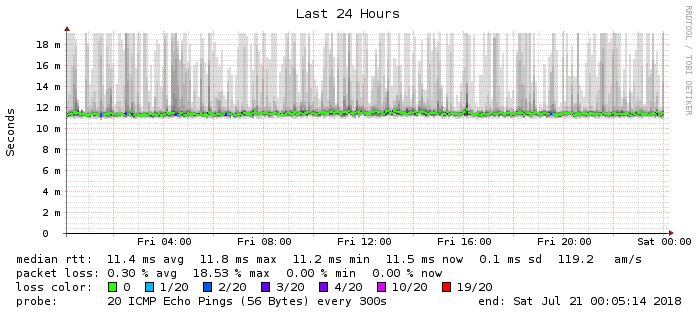 Last 24 Hours
RRDTOOL / TOBI OETIKER
Seconds
18 m
16 m
14 m
12 m
10 m
8 m
6 m
4 m
2 m
0
Fri 04:00 Fri 08:00 Fri 12:00 Fri 16:00 Fri 20:00 Sat 00:00
median rtt: 11.4 ms avg 11.8 ms max 11.2 ms min 11.5 ms now 0.1 ms sd 119.2 am/s
packet loss: 0.30 % avg 18.53 % max 0.00 % min 0.00 % now
loss color: 0 1/20 2/20 3/20 4/20 10/20 19/20
probe: 20 ICMP Echo Pings (56 Bytes) every 300s end: Sat Jul 21 00:05:14 2018